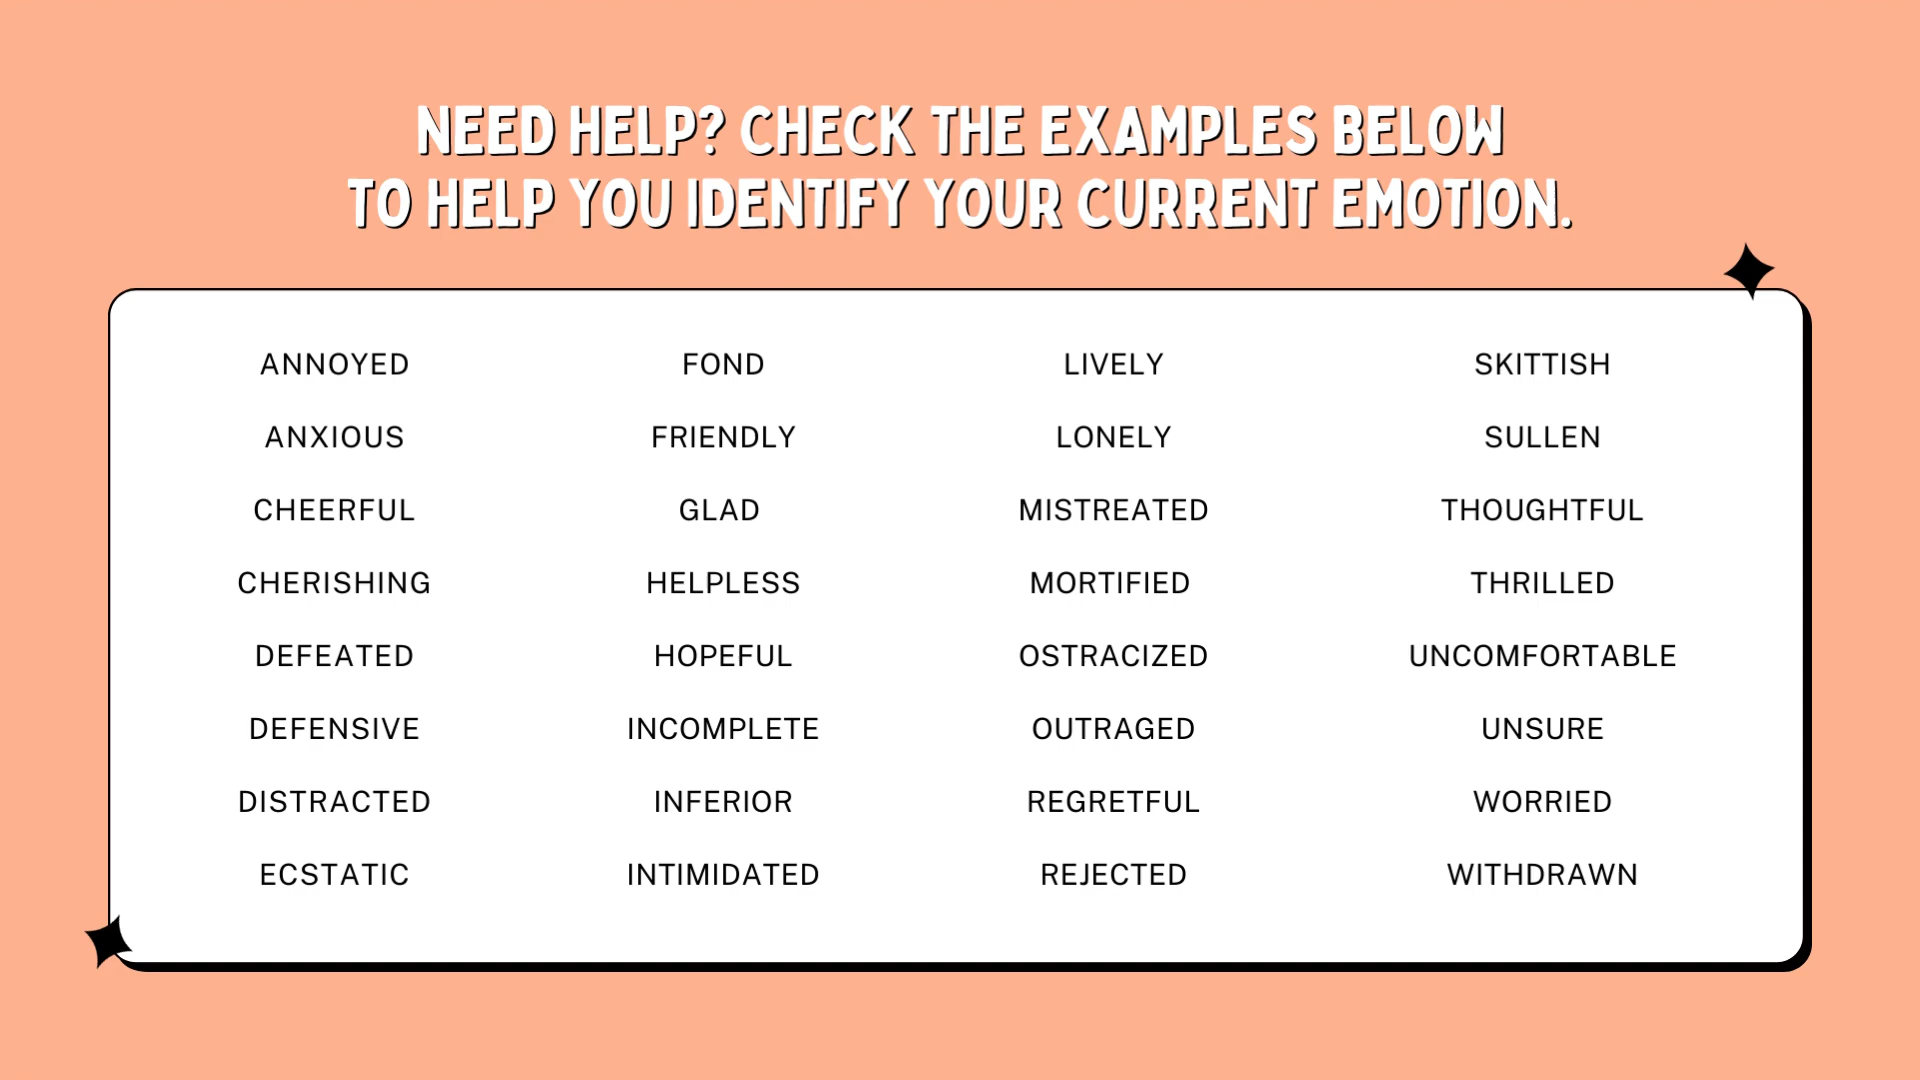 NEED HELP? CHECK THE EXAMPLES BELOW
TO HELP YOU IDENTIFY YOUR CURRENT EMOTION.
ANNOYED
ANXIOUS
CHEERFUL
CHERISHING
DEFEATED
DEFENSIVE
DISTRACTED
ECSTATIC
FOND
FRIENDLY
GLAD
HELPLESS
HOPEFUL
INCOMPLETE
INFERIOR
INTIMIDATED
LIVELY
LONELY
MISTREATED
MORTIFIED
OSTRACIZED
OUTRAGED
REGRETFUL
REJECTED
SKITTISH
SULLEN
THOUGHTFUL
THRILLED
UNCOMFORTABLE
UNSURE
WORRIED
WITHDRAWN